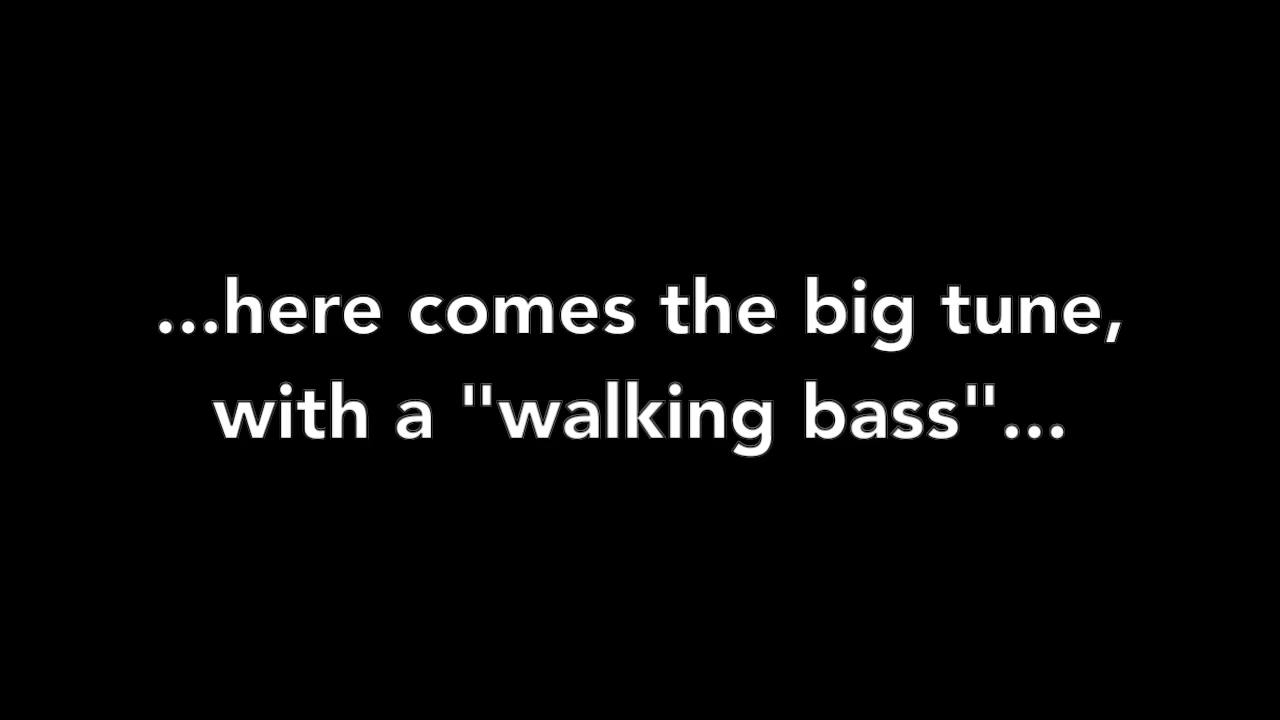 ...here comes the big tune,
with a "walking bass"...